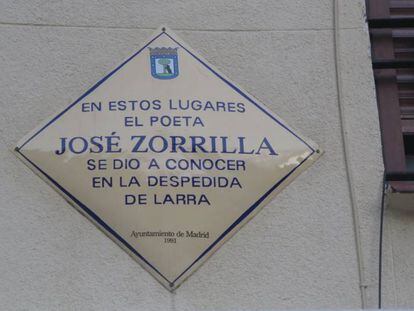 EN ESTOS LUGARES
EL POETA
JOSÉ ZORRILLA
SE DIO A CONOCER
EN LA DESPEDIDA
DE LARRA
Ayuntamiento de Madrid
1991